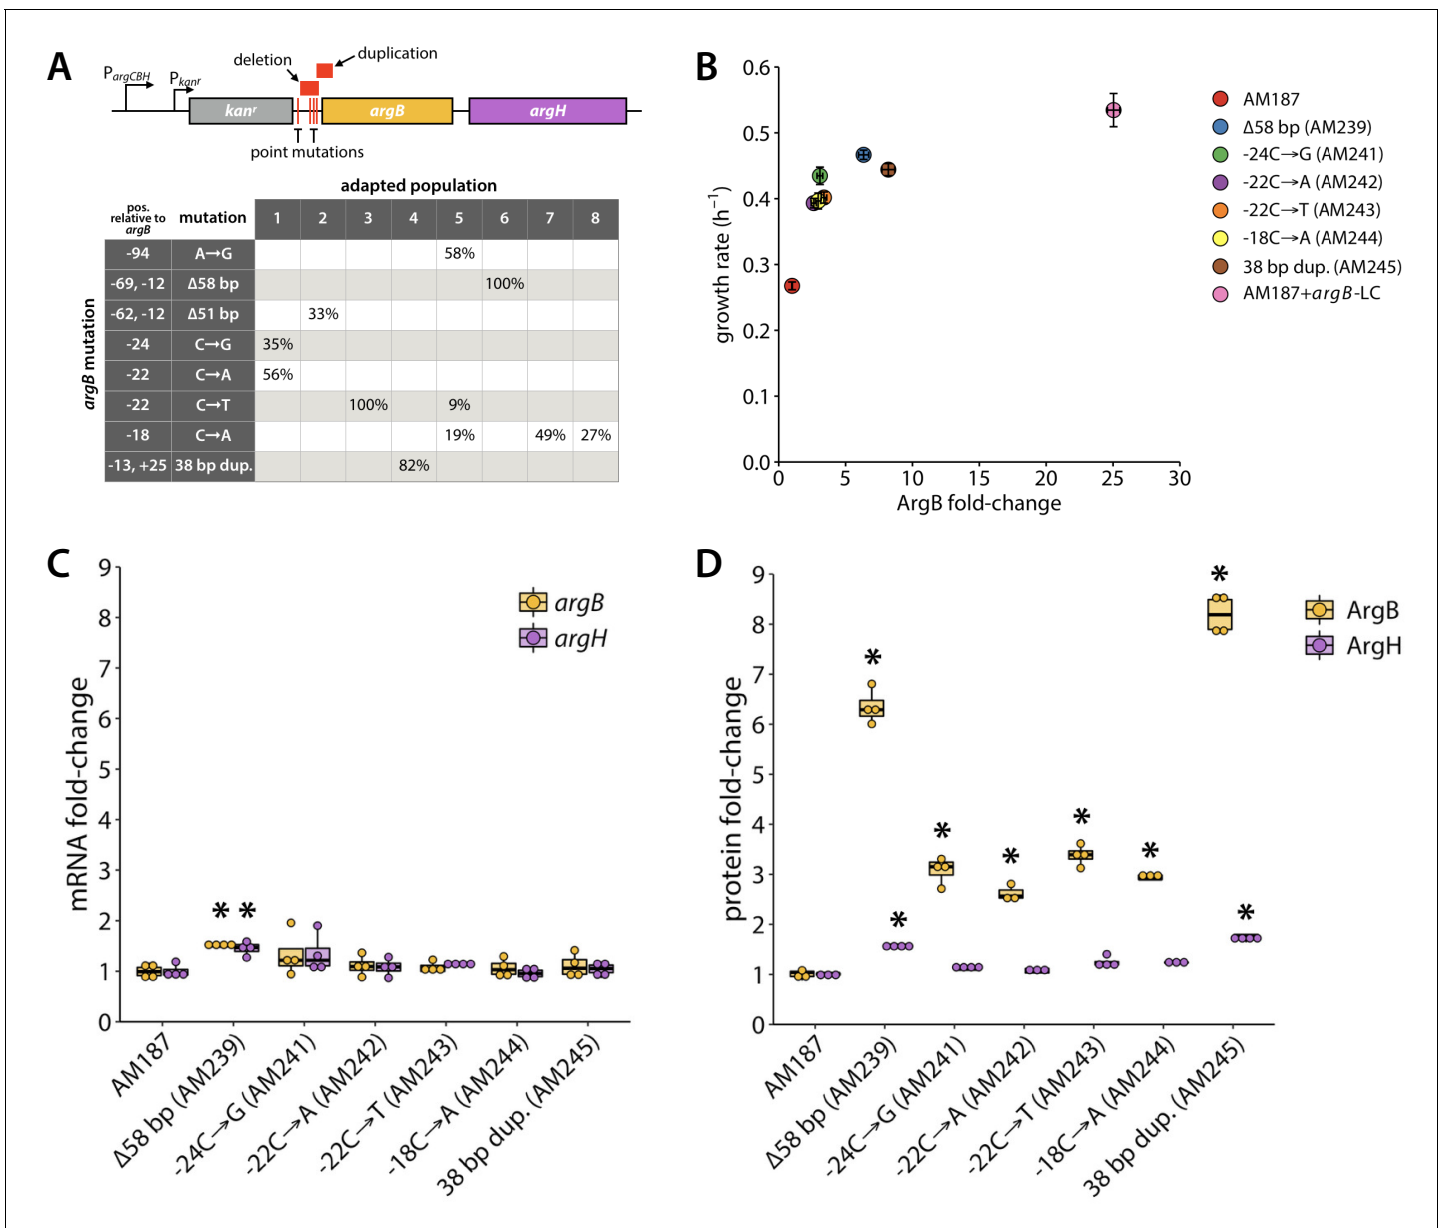 A
deletion
duplication
PargCBH
Pkanr
kanr
argB
argH
point mutations
adapted population
pos. relative to argB
mutation
1 2 3 4 5 6 7 8
argB mutation
-94 A→G 58%
-69, -12 Δ58 bp 100%
-62, -12 Δ51 bp 33%
-24 C→G 35%
-22 C→A 56%
-22 C→T 100% 9%
-18 C→A 19% 49% 27%
-13, +25 38 bp dup. 82%
B
growth rate (h−1)
0.6
0.5
0.4
0.3
0.2
0.1
0.0
0 5 10 15 20 25 30
ArgB fold-change
AM187
Δ58 bp (AM239)
-24C→G (AM241)
-22C→A (AM242)
-22C→T (AM243)
-18C→A (AM244)
38 bp dup. (AM245)
AM187+argB-LC
C
mRNA fold-change
9
8
7
6
5
4
3
2
1
0
argB
argH
* *
AM187
Δ58 bp (AM239)
-24C→G (AM241)
-22C→A (AM242)
-22C→T (AM243)
-18C→A (AM244)
38 bp dup. (AM245)
D
protein fold-change
9
8
7
6
5
4
3
2
1
0
ArgB
ArgH
* * * * * * * *
AM187
Δ58 bp (AM239)
-24C→G (AM241)
-22C→A (AM242)
-22C→T (AM243)
-18C→A (AM244)
38 bp dup. (AM245)